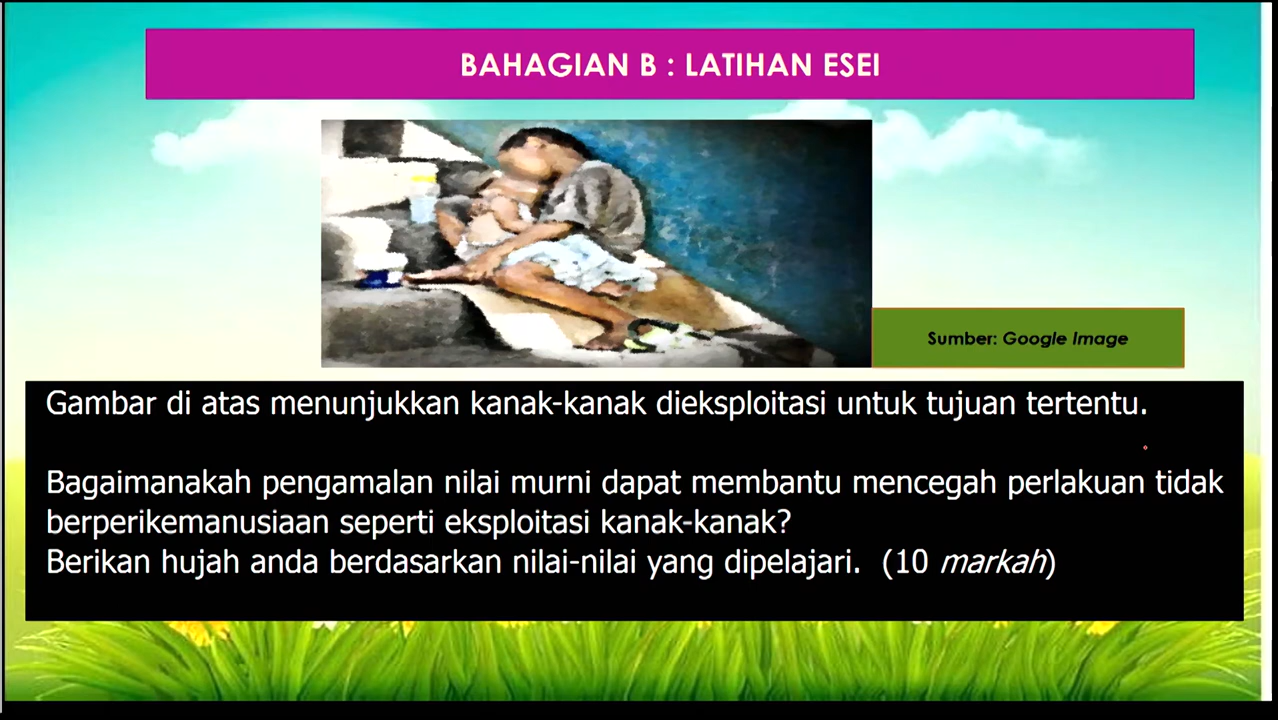 BAHAGIAN B : LATIHAN ESEI
Sumber: Google Image
Gambar di atas menunjukkan kanak-kanak dieksploitasi untuk tujuan tertentu.
Bagaimanakah pengamalan nilai murni dapat membantu mencegah perlakuan tidak
berperikemanusiaan seperti eksploitasi kanak-kanak?
Berikan hujah anda berdasarkan nilai-nilai yang dipelajari. (10 markah)